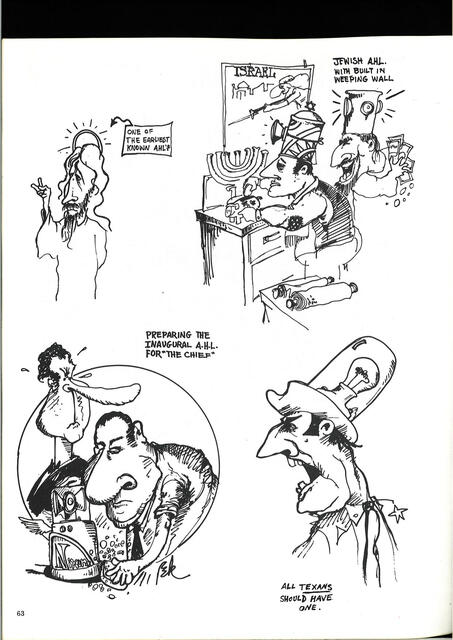 ISRAEL
JEWISH A.H.L.
WITH BUILT IN
WEEPING WALL
ONE OF
THE EARLIEST
KNOWN AHL'S
PREPARING THE
INAUGURAL A.H.L.
FOR "THE CHIEF"
ALL TEXANS
SHOULD HAVE
ONE.
63